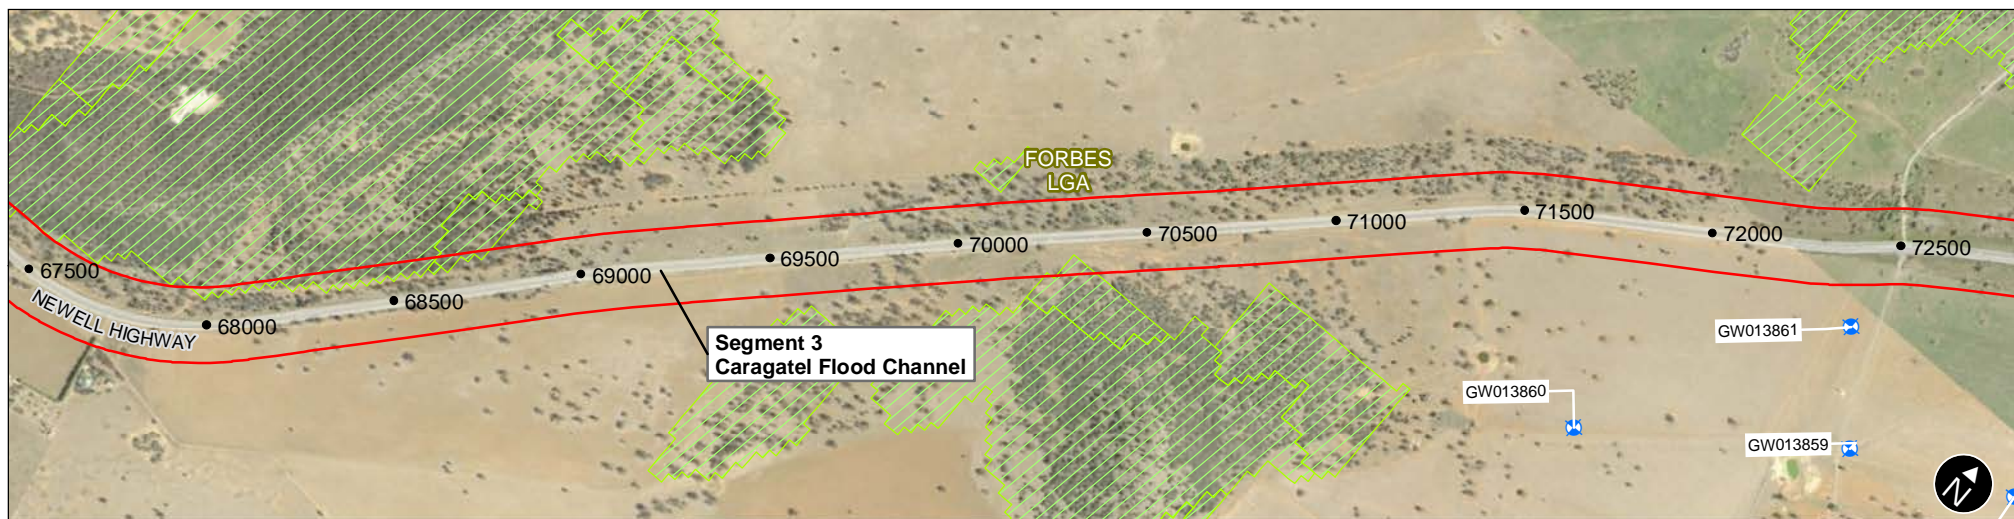 FORBES
LGA
67500
68000
68500
69000
69500
70000
70500
71000
71500
72000
72500
NEWELL HIGHWAY
Segment 3
Caragatel Flood Channel
GW013861
GW013860
GW013859
N